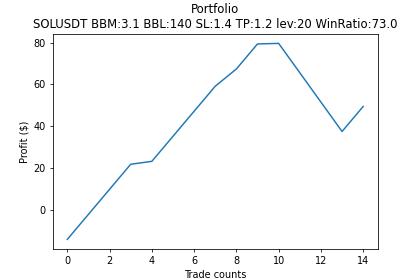 Portfolio
SOLUSDT BBM:3.1 BBL:140 SL:1.4 TP:1.2 lev:20 WinRatio:73.0
80
60
40
20
0
Profit ($)
0 2 4 6 8 10 12 14
Trade counts